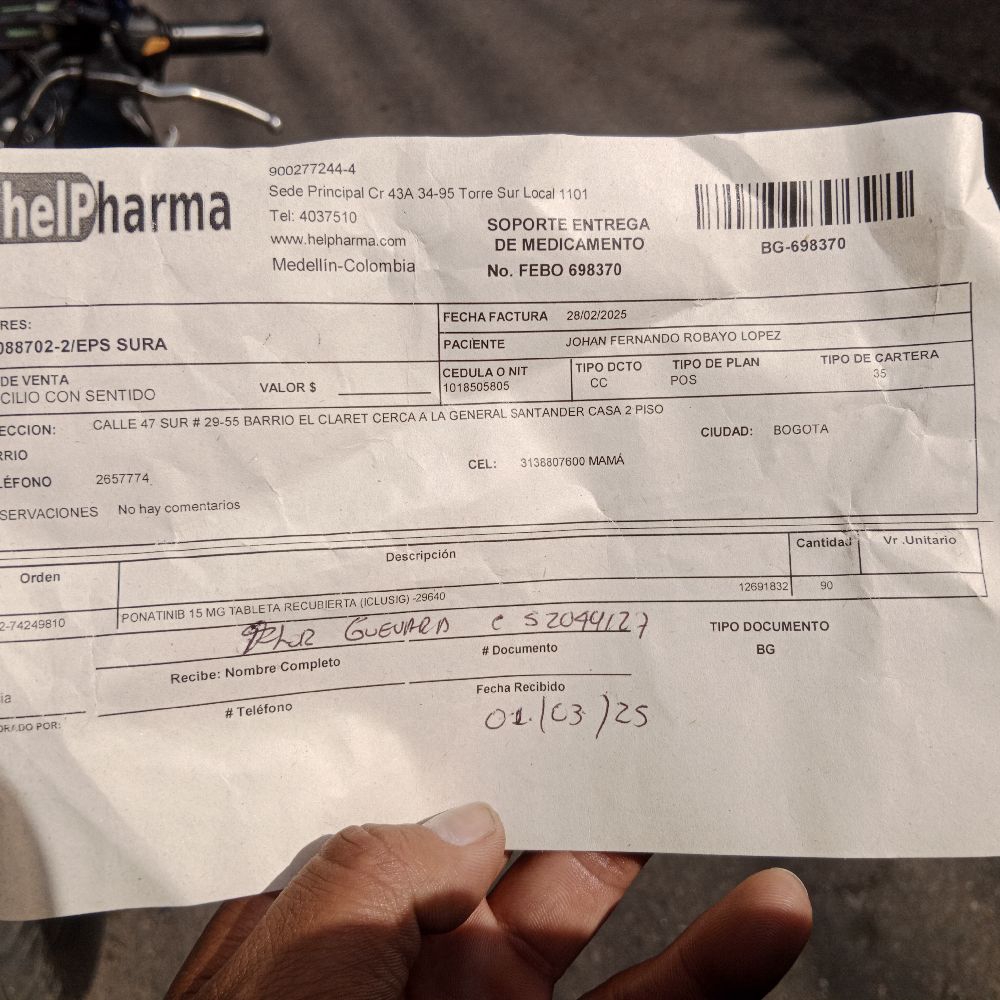 helPharma
900277244-4
Sede Principal Cr 43A 34-95 Torre Sur Local 1101
Tel: 4037510
www.helpharma.com
Medellín-Colombia
SOPORTE ENTREGA
DE MEDICAMENTO
No. FEBO 698370
BG-698370
RES:
088702-2/EPS SURA
FECHA FACTURA 28/02/2025
PACIENTE JOHAN FERNANDO ROBAYO LOPEZ
DE VENTA
CILIO CON SENTIDO
VALOR $
CEDULA O NIT
1018505805
TIPO DCTO
CC
TIPO DE PLAN
POS
TIPO DE CARTERA
35
ECCION: CALLE 47 SUR # 29-55 BARRIO EL CLARET CERCA A LA GENERAL SANTANDER CASA 2 PISO
CIUDAD: BOGOTA
RRIO
CEL: 3138807600 MAMÁ
LÉFONO 2657774
SERVACIONES No hay comentarios
Orden Descripción Cantidad Vr .Unitario
2-74249810 PONATINIB 15 MG TABLETA RECUBIERTA (ICLUSIG) -29640 12691832 90
GUEVARA C 52044127
Recibe: Nombre Completo
# Documento
TIPO DOCUMENTO
BG
ia
# Teléfono
Fecha Recibido
01/03/25
ORADO POR: